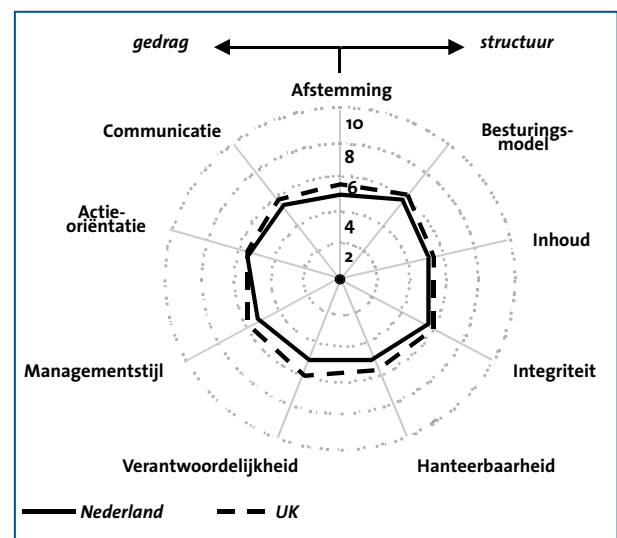 gedrag
structuur
Afstemming
Communicatie
Besturings-
model
10
8
6
4
2
Actie-
oriëntatie
Inhoud
Managementstijl
Integriteit
Verantwoordelijkheid
Hanteerbaarheid
Nederland
UK